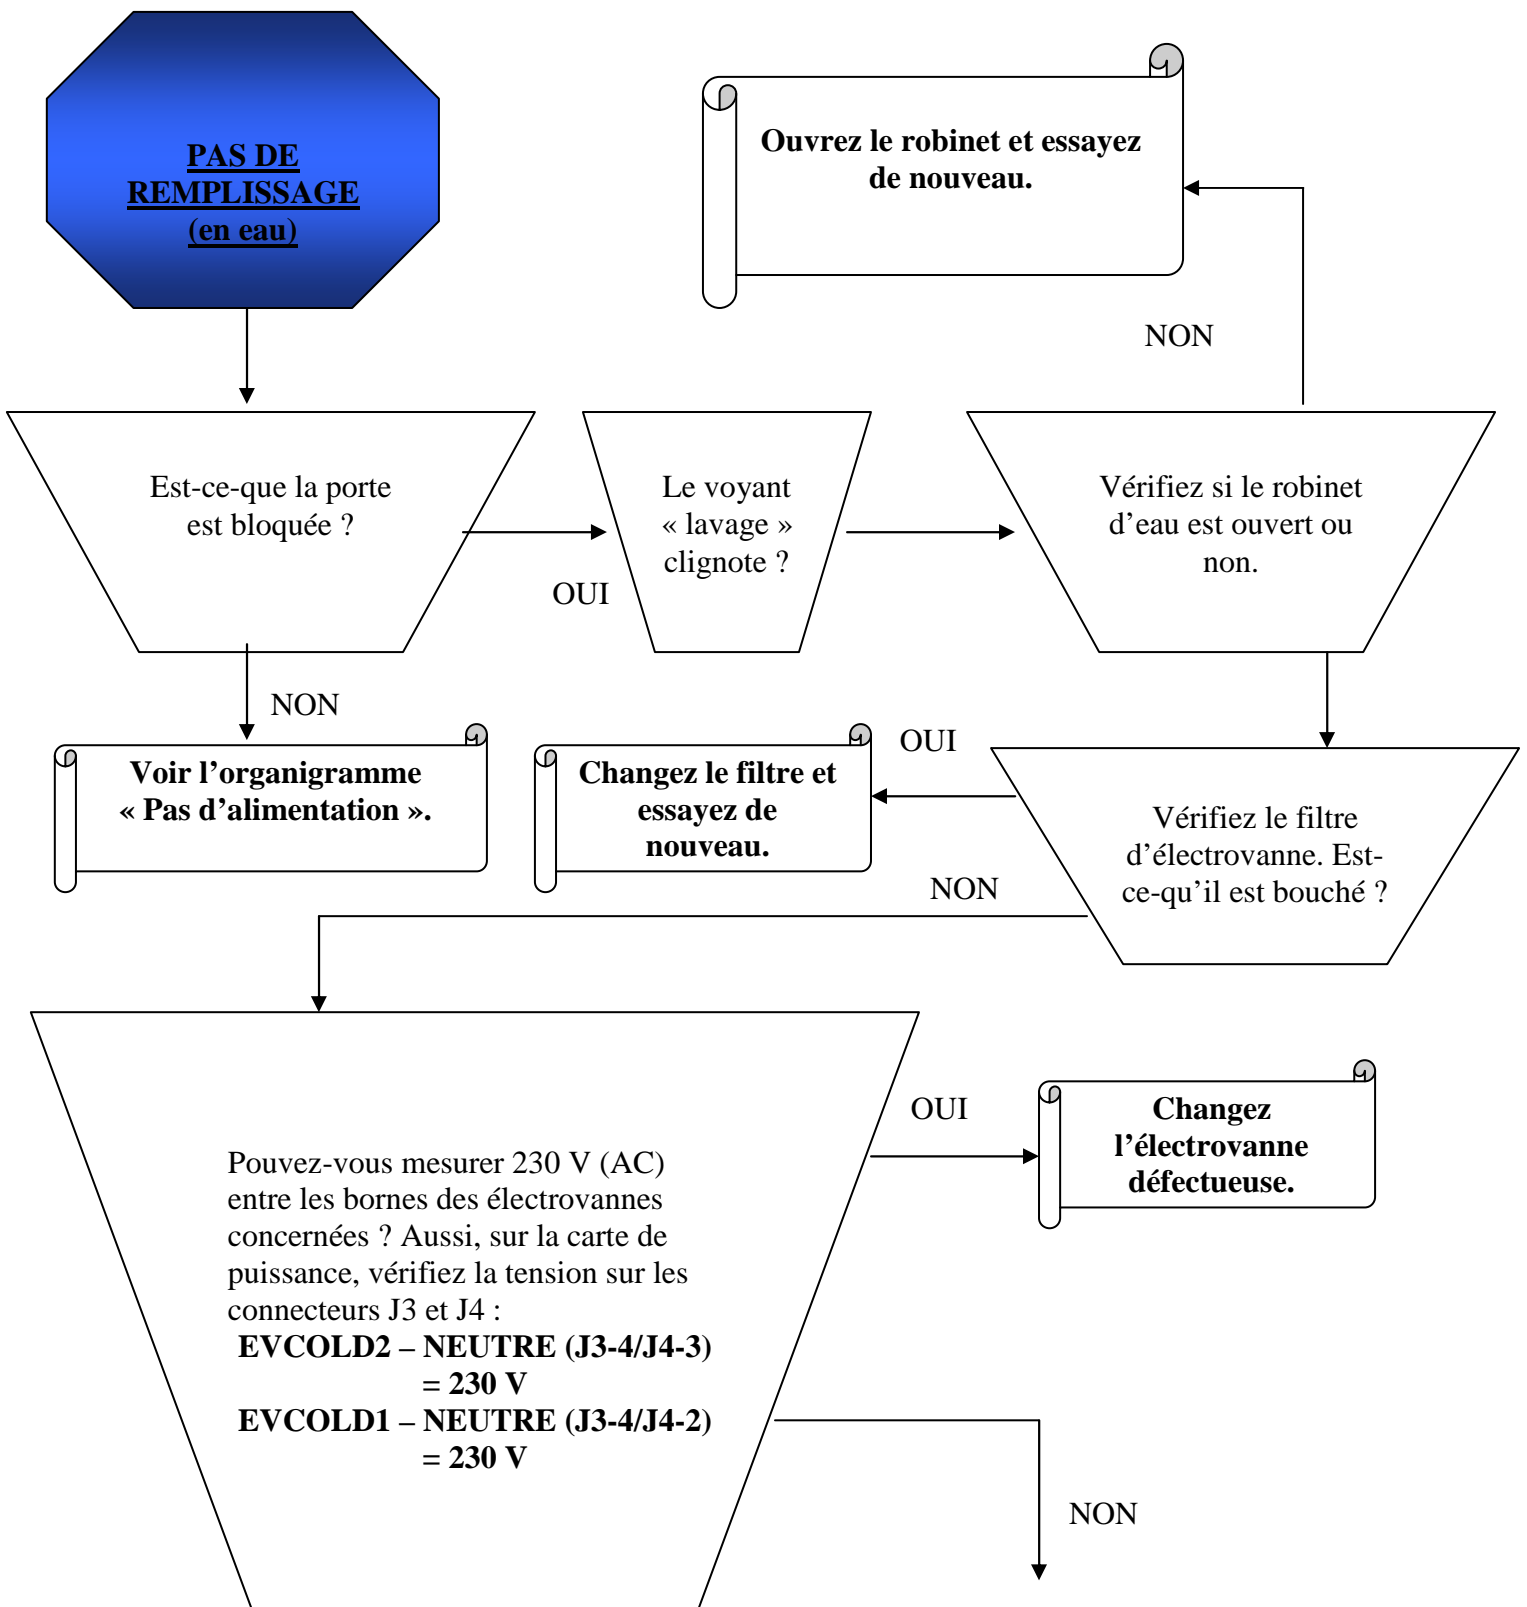 PAS DE
REMPLISSAGE
(en eau)
Ouvrez le robinet et essayez
de nouveau.
NON
Est-ce-que la porte
est bloquée ?
OUI
Le voyant
« lavage »
clignote ?
Vérifiez si le robinet
d’eau est ouvert ou
non.
NON
Voir l’organigramme
« Pas d’alimentation ».
Changez le filtre et
essayez de
nouveau.
OUI
Vérifiez le filtre
d’électrovanne. Est-
ce-qu’il est bouché ?
NON
Pouvez-vous mesurer 230 V (AC)
entre les bornes des électrovannes
concernées ? Aussi, sur la carte de
puissance, vérifiez la tension sur les
connecteurs J3 et J4 :
EVCOLD2 – NEUTRE (J3-4/J4-3)
= 230 V
EVCOLD1 – NEUTRE (J3-4/J4-2)
= 230 V
OUI
Changez
l’électrovanne
défectueuse.
NON